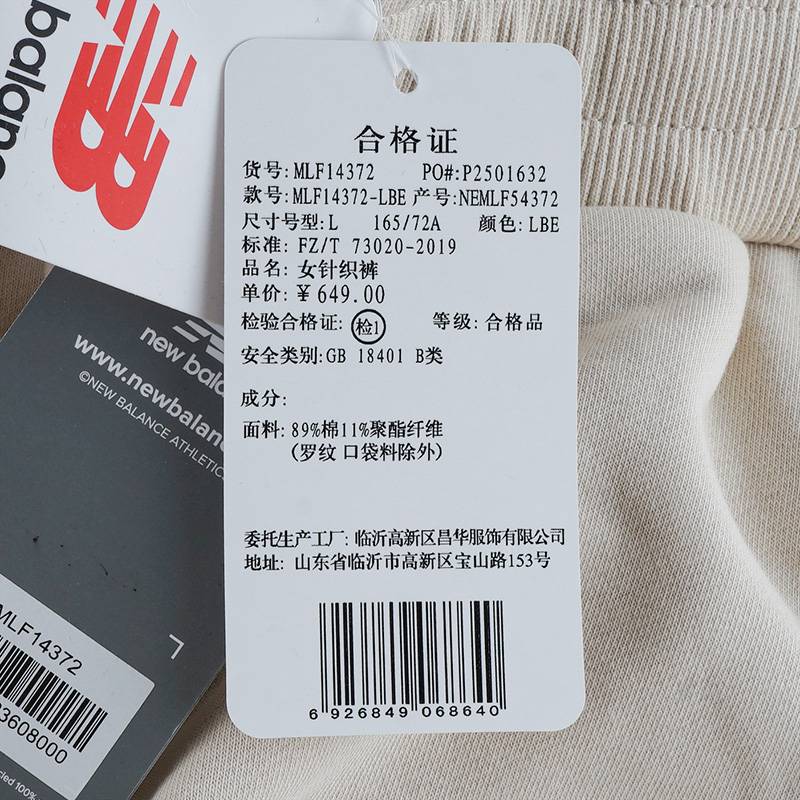 NB
balance
合格证
货号: MLF14372 PO#:P2501632
款号: MLF14372-LBE 产号: NEMLF54372
尺寸号型: L 165/72A 颜色: LBE
标准: FZ/T 73020-2019
品名: 女针织裤
单价: ¥649.00
检验合格证: 检1 等级: 合格品
安全类别: GB 18401 B类
成分:
面料: 89%棉11%聚酯纤维
(罗纹 口袋料除外)
委托生产工厂: 临沂高新区昌华服饰有限公司
地址: 山东省临沂市高新区宝山路153号
6 926849 068640
new balance
www.newbalance
©NEW BALANCE ATHLETIC
MLF14372
3608000
cled 100%